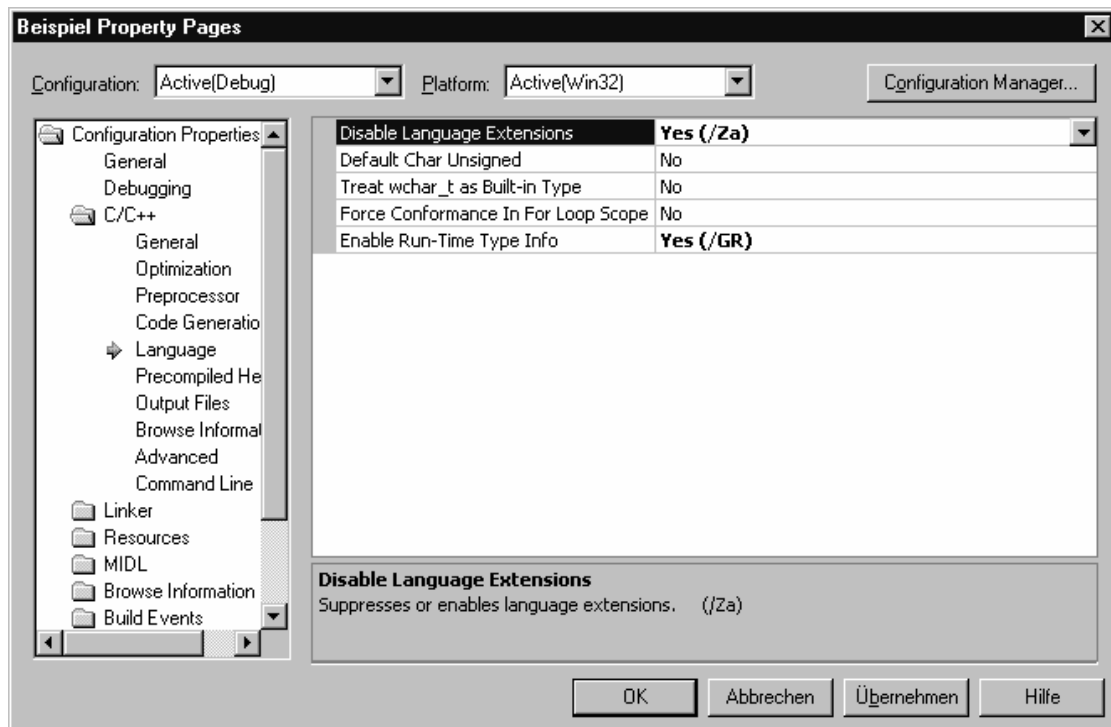 Beispiel Property Pages
Configuration: Active(Debug) Platform: Active(Win32) Configuration Manager...
Configuration Properties
General
Debugging
C/C++
General
Optimization
Preprocessor
Code Generatio
Language
Precompiled He
Output Files
Browse Informat
Advanced
Command Line
Linker
Resources
MIDL
Browse Information
Build Events
Disable Language Extensions Yes (/Za)
Default Char Unsigned No
Treat wchar_t as Built-in Type No
Force Conformance In For Loop Scope No
Enable Run-Time Type Info Yes (/GR)
Disable Language Extensions
Suppresses or enables language extensions. (/Za)
OK Abbrechen Übernehmen Hilfe